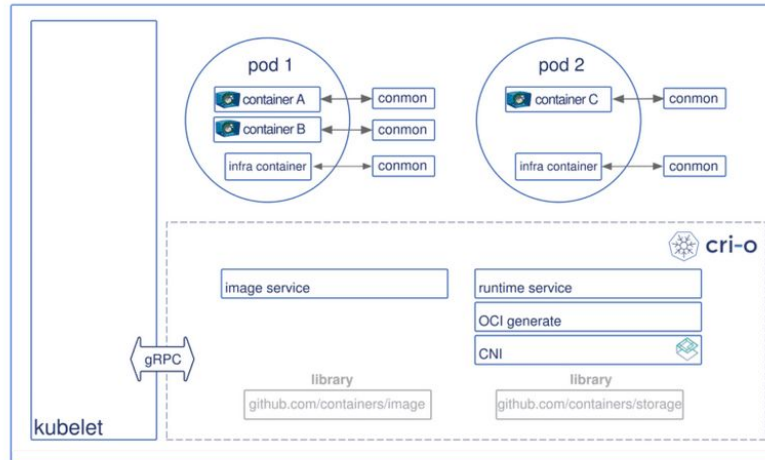 pod 1
container A
conmon
container B
conmon
infra container
conmon
pod 2
container C
conmon
infra container
conmon
cri-o
image service
runtime service
OCI generate
CNI
gRPC
library
github.com/containers/image
library
github.com/containers/storage
kubelet